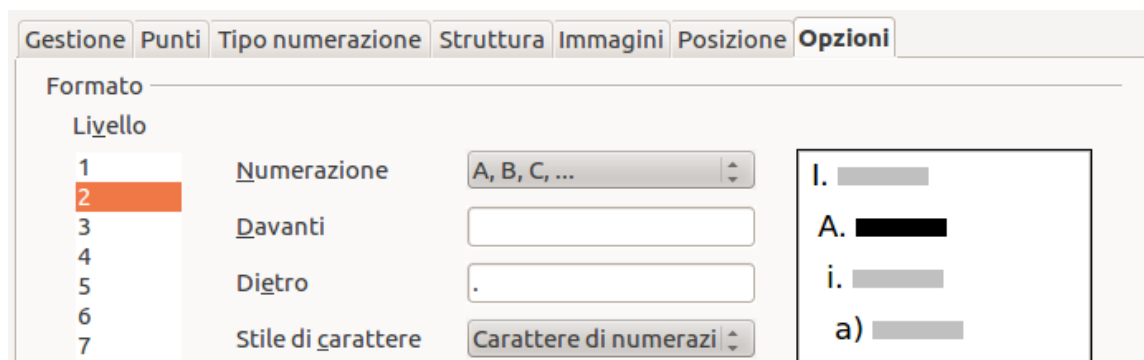 Gestione Punti Tipo numerazione Struttura Immagini Posizione Opzioni
Formato
Livello
1
2
3
4
5
6
7
Numerazione A, B, C, ...
Davanti
Dietro .
Stile di carattere Carattere di numerazi
I.
A.
i.
a)